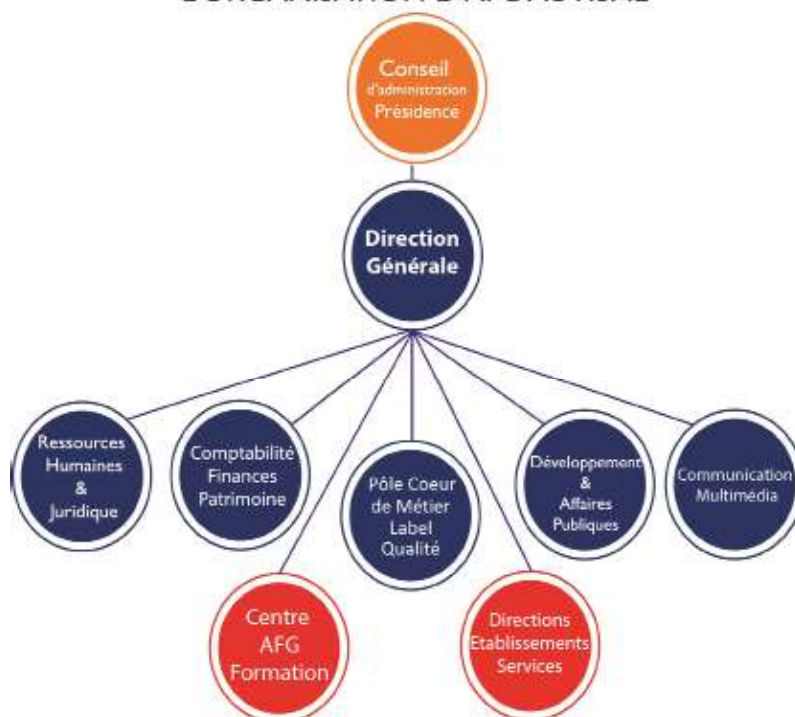 Conseil
d'administration
Présidence
Direction
Générale
Ressources
Humaines
&
Juridique
Comptabilité
Finances
Patrimoine
Pôle Coeur
de Métier
Label
Qualité
Développement
&
Affaires
Publiques
Communication
Multimédia
Centre
AFG
Formation
Directions
Etablissements
Services